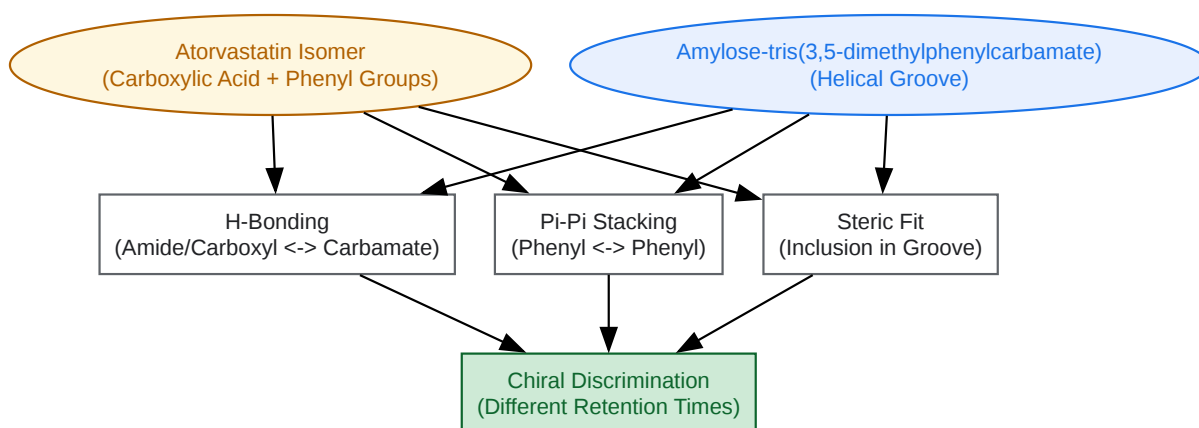 Atorvastatin Isomer
(Carboxylic Acid + Phenyl Groups)
Amylose-tris(3,5-dimethylphenylcarbamate)
(Helical Groove)
H-Bonding
(Amide/Carboxyl <-> Carbamate)
Pi-Pi Stacking
(Phenyl <-> Phenyl)
Steric Fit
(Inclusion in Groove)
Chiral Discrimination
(Different Retention Times)